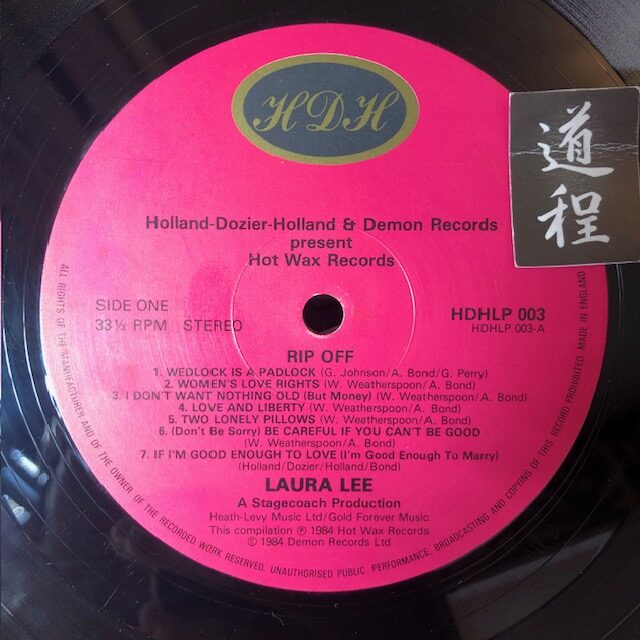 HDH
道程
Holland-Dozier-Holland & Demon Records
present
Hot Wax Records
SIDE ONE
33⅓ RPM STEREO
HDHLP 003
HDHLP 003-A
RIP OFF
1. WEDLOCK IS A PADLOCK (G. Johnson/A. Bond/G. Perry)
2. WOMEN'S LOVE RIGHTS (W. Weatherspoon/A. Bond)
3. I DON'T WANT NOTHING OLD (But Money) (W. Weatherspoon/A. Bond)
4. LOVE AND LIBERTY (W. Weatherspoon/A. Bond)
5. TWO LONELY PILLOWS (W. Weatherspoon/A. Bond)
6. (Don't Be Sorry) BE CAREFUL IF YOU CAN'T BE GOOD
(W. Weatherspoon/A. Bond)
7. IF I'M GOOD ENOUGH TO LOVE (I'm Good Enough To Marry)
(Holland/Dozier/Holland/Bond)
LAURA LEE
A Stagecoach Production
Heath-Levy Music Ltd/Gold Forever Music
This compilation ℗ 1984 Hot Wax Records
© 1984 Demon Records Ltd
ALL RIGHTS OF THE MANUFACTURER AND OF THE OWNER OF THE RECORDED WORK RESERVED. UNAUTHORISED PUBLIC PERFORMANCE, BROADCASTING AND COPYING OF THIS RECORD PROHIBITED. MADE IN ENGLAND